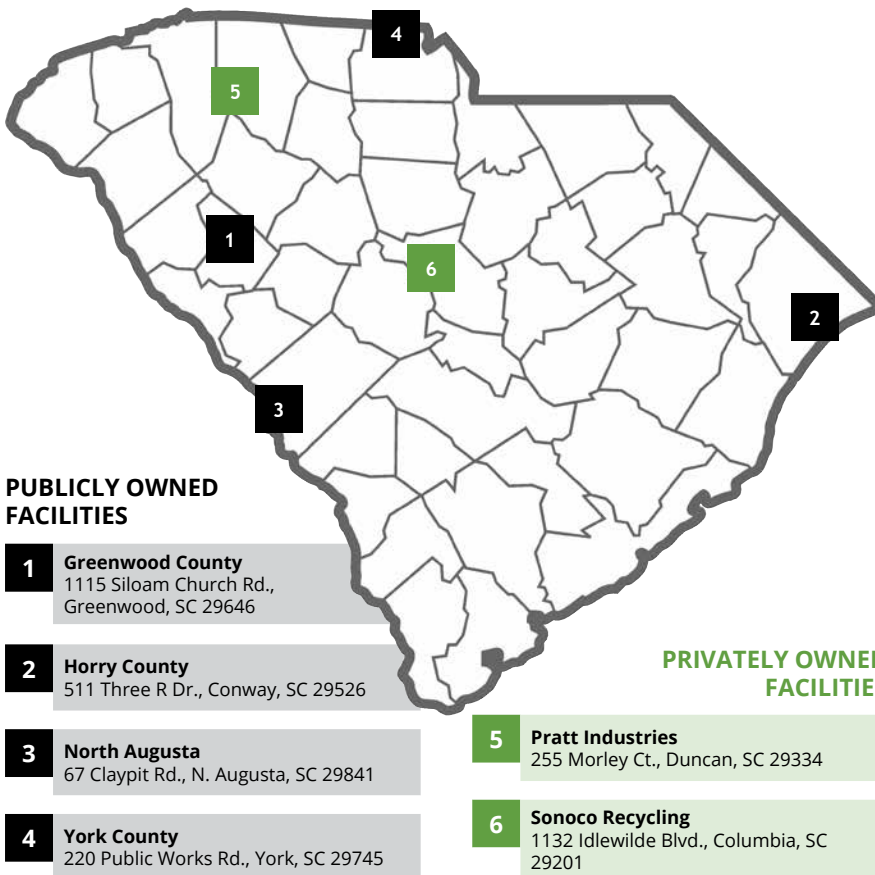 4
5
1
6
2
3
PUBLICLY OWNED
FACILITIES
1
Greenwood County
1115 Siloam Church Rd.,
Greenwood, SC 29646
2
Horry County
511 Three R Dr., Conway, SC 29526
3
North Augusta
67 Claypit Rd., N. Augusta, SC 29841
4
York County
220 Public Works Rd., York, SC 29745
PRIVATELY OWNE
FACILITIE
5
Pratt Industries
255 Morley Ct., Duncan, SC 29334
6
Sonoco Recycling
1132 Idlewilde Blvd., Columbia, SC
29201